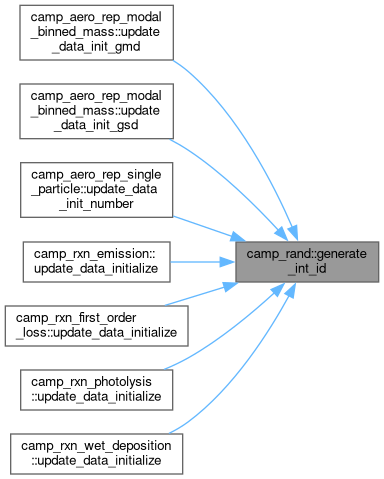 camp_aero_rep_modal
_binned_mass::update
_data_init_gmd
camp_aero_rep_modal
_binned_mass::update
_data_init_gsd
camp_aero_rep_single
_particle::update_data
_init_number
camp_rxn_emission::
update_data_initialize
camp_rand::generate
_int_id
camp_rxn_first_order
_loss::update_data_initialize
camp_rxn_photolysis
::update_data_initialize
camp_rxn_wet_deposition
::update_data_initialize